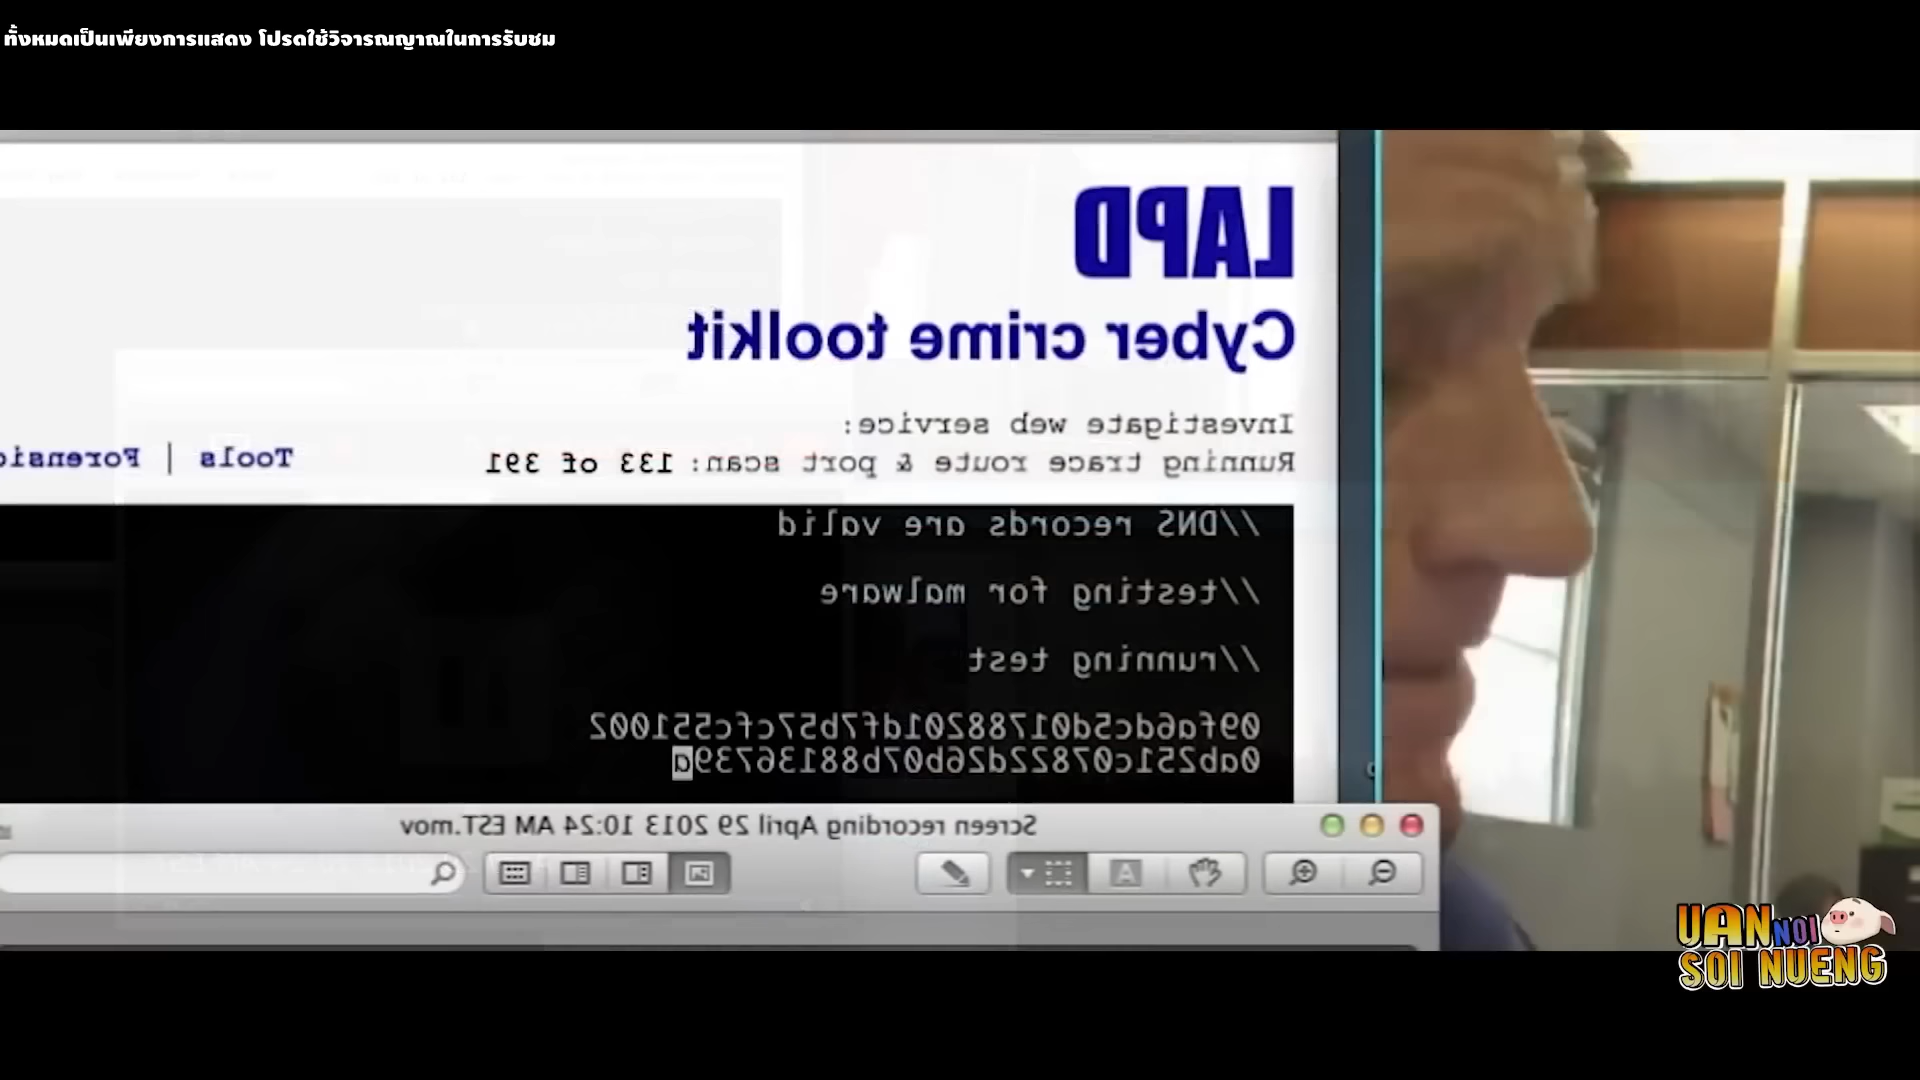 ทั้งหมดเป็นเพียงการแสดง โปรดใช้วิจารณญาณในการรับชม
LAPD
Cyber crime toolkit
Investigate web service:
Running trace route & port scan: 133 of 391
Tools | Forensic
//DNS records are valid
//testing for malware
//running test
09fa6dc5d01788201df7b57cfc551002
0ab251c07822d26b07b88136739a
Screen recording April 29 2013 10:24 AM EST.mov
UAN NOI
SOI NUENG